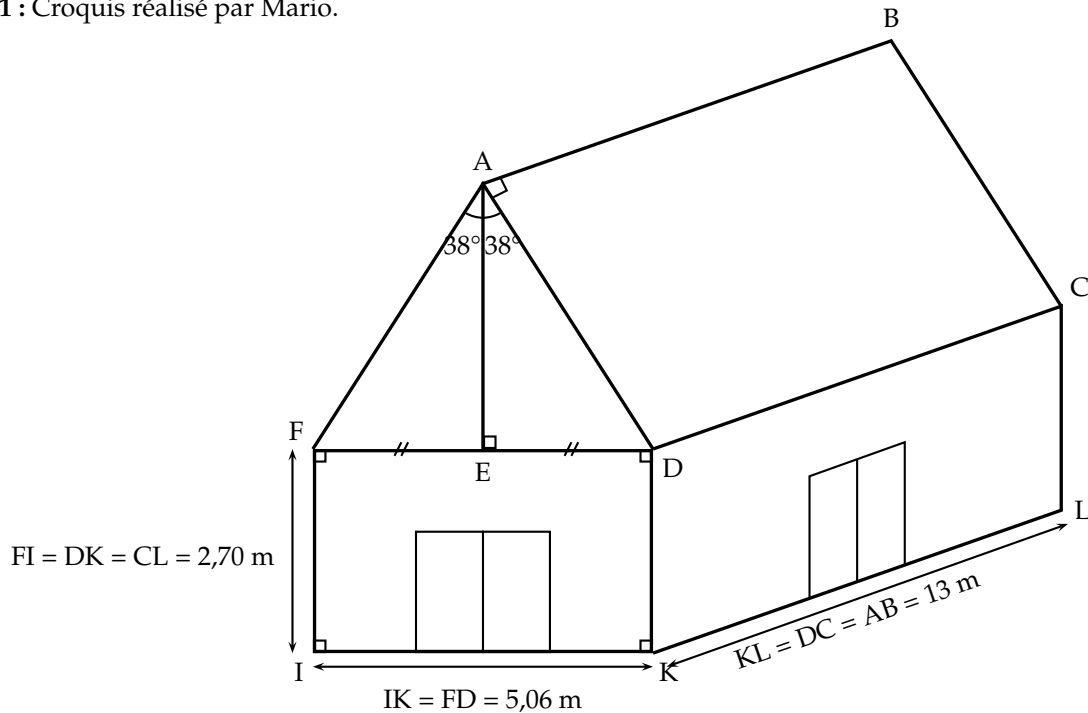 1 : Croquis réalisé par Mario.
B
A
38° 38°
C
F
E
D
L
FI = DK = CL = 2,70 m
KL = DC = AB = 13 m
I
K
IK = FD = 5,06 m